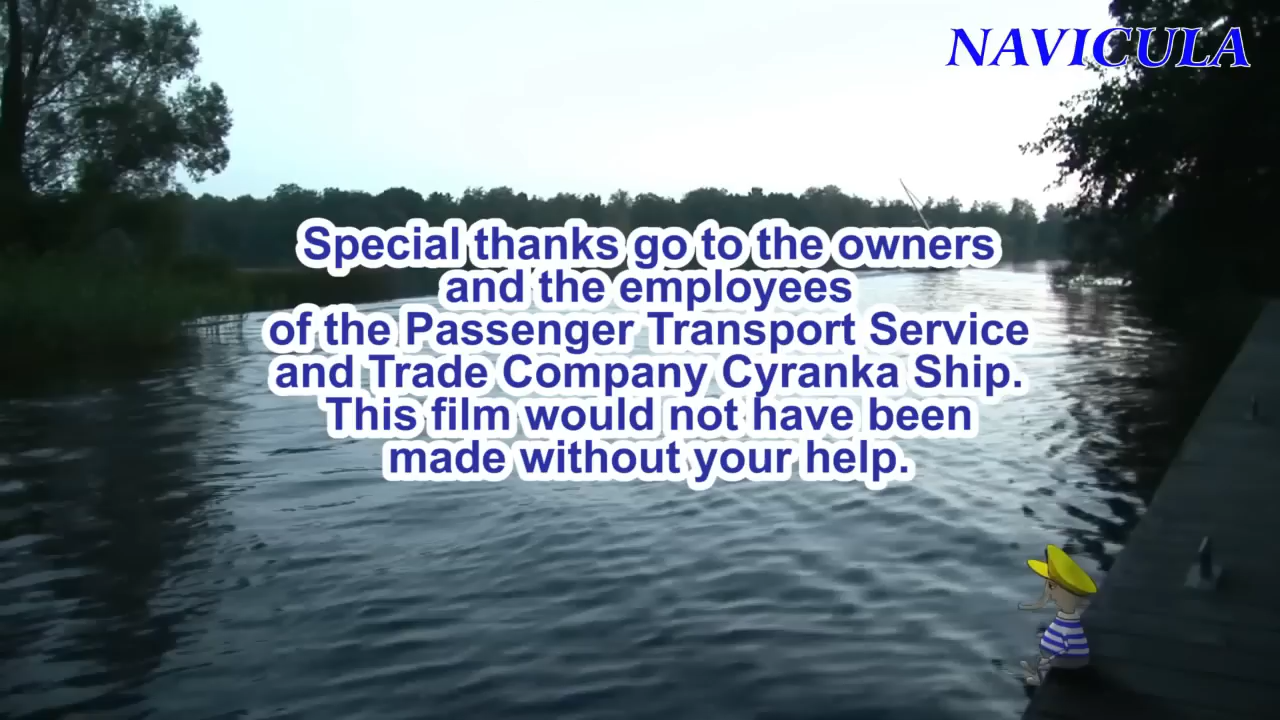 NAVICULA
Special thanks go to the owners
and the employees
of the Passenger Transport Service
and Trade Company Cyranka Ship.
This film would not have been
made without your help.